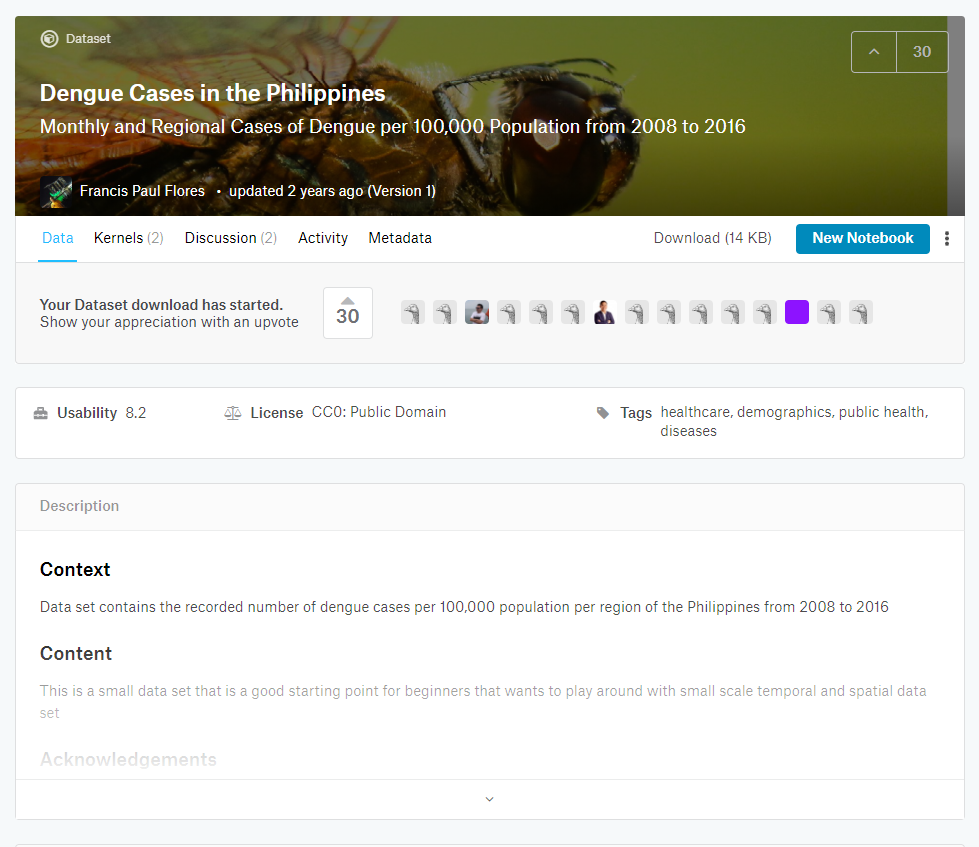 Dataset
30
Dengue Cases in the Philippines
Monthly and Regional Cases of Dengue per 100,000 Population from 2008 to 2016
Francis Paul Flores • updated 2 years ago (Version 1)
Data Kernels (2) Discussion (2) Activity Metadata Download (14 KB) New Notebook
Your Dataset download has started.
Show your appreciation with an upvote
30
Usability 8.2 License CC0: Public Domain Tags healthcare, demographics, public health,
diseases
Description
Context
Data set contains the recorded number of dengue cases per 100,000 population per region of the Philippines from 2008 to 2016
Content
This is a small data set that is a good starting point for beginners that wants to play around with small scale temporal and spatial data
set
Acknowledgements